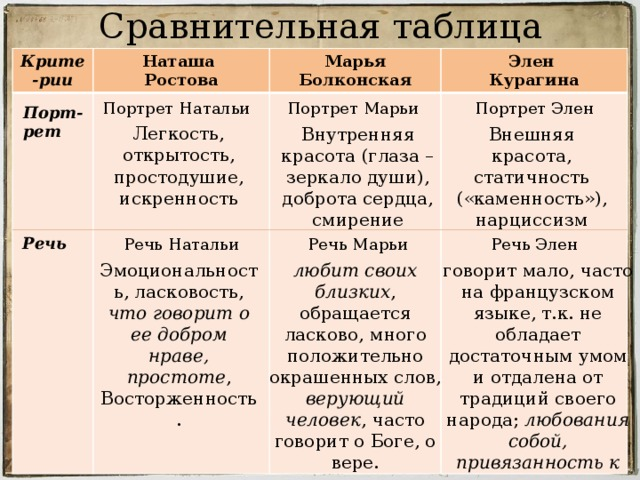 Сравнительная таблица
Крите
-рии
Наташа
Ростова
Марья
Болконская
Элен
Курагина
Порт-
рет
Портрет Натальи
Легкость,
открытость,
простодушие,
искренность
Портрет Марьи
Внутренняя
красота (глаза –
зеркало души),
доброта сердца,
смирение
Портрет Элен
Внешняя
красота,
статичность
(«каменность»),
нарциссизм
Речь
Речь Натальи
Эмоциональност
ь, ласковость,
что говорит о
ее добром
нраве,
простоте,
Восторженность
.
Речь Марьи
любит своих
близких,
обращается
ласково, много
положительно
окрашенных слов,
верующий
человек, часто
говорит о Боге, о
вере.
Речь Элен
говорит мало, часто
на французском
языке, т.к. не
обладает
достаточным умом
и отдалена от
традиций своего
народа; любования
собой,
привязанность к